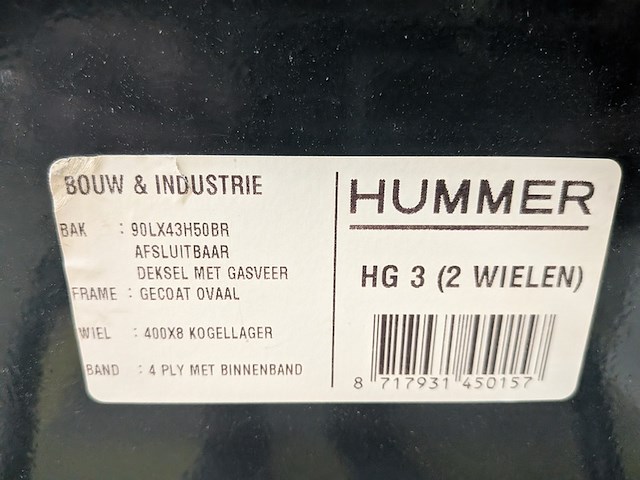 BOUW & INDUSTRIE
BAK : 90LX43H50BR
AFSLUITBAAR
DEKSEL MET GASVEER
FRAME : GECOAT OVAAL
WIEL : 400X8 KOGELLAGER
BAND : 4 PLY MET BINNENBAND
HUMMER
HG 3 (2 WIELEN)
8 717931 450157